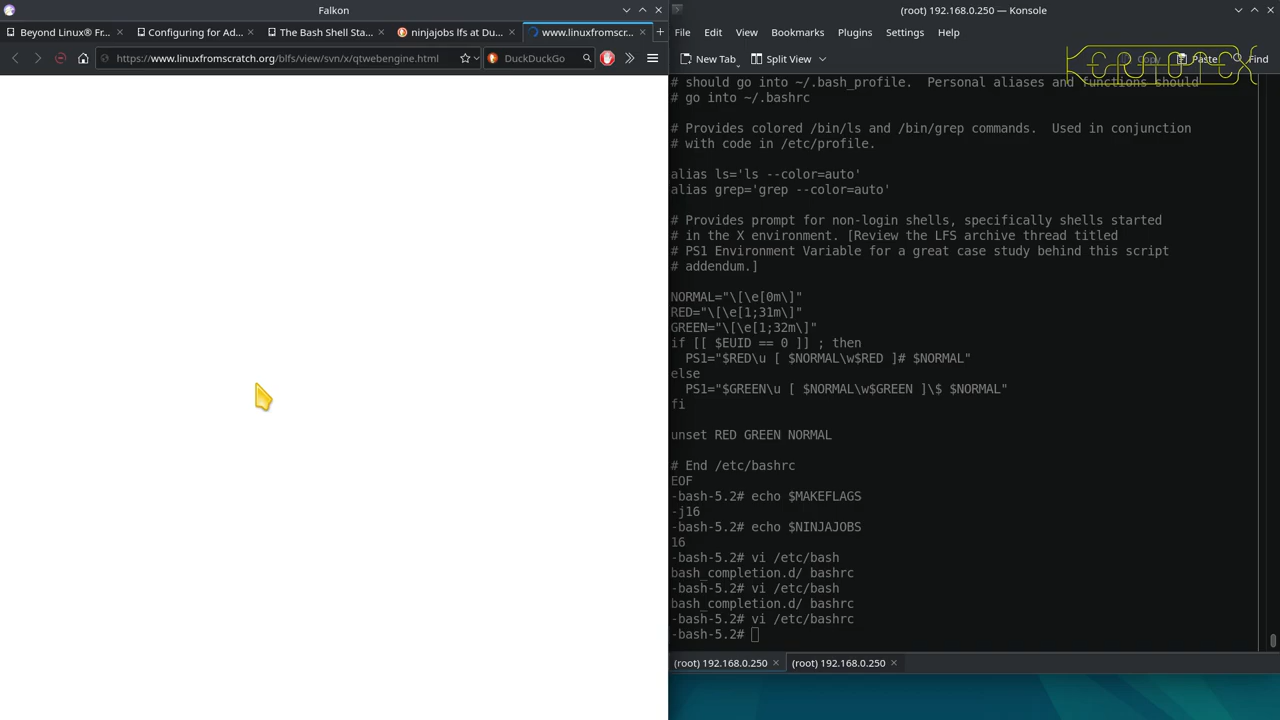 Falkon
Beyond Linux® Fr...
Configuring for Ad...
The Bash Shell Sta...
ninjajobs lfs at Du...
www.linuxfromscr...
https://www.linuxfromscratch.org/blfs/view/svn/x/qtwebengine.html
DuckDuckGo
(root) 192.168.0.250 — Konsole
File Edit View Bookmarks Plugins Settings Help
New Tab Split View Copy Paste Find
# should go into ~/.bash_profile.  Personal aliases and functions should
# go into ~/.bashrc
# Provides colored /bin/ls and /bin/grep commands.  Used in conjunction
# with code in /etc/profile.
alias ls='ls --color=auto'
alias grep='grep --color=auto'
# Provides prompt for non-login shells, specifically shells started
# in the X environment. [Review the LFS archive thread titled
# PS1 Environment Variable for a great case study behind this script
# addendum.]
NORMAL="\[\e[0m\]"
RED="\[\e[1;31m\]"
GREEN="\[\e[1;32m\]"
if [[ $EUID == 0 ]] ; then
  PS1="$RED\u [ $NORMAL\w$RED ]# $NORMAL"
else
  PS1="$GREEN\u [ $NORMAL\w$GREEN ]\$ $NORMAL"
fi
unset RED GREEN NORMAL
# End /etc/bashrc
EOF
-bash-5.2# echo $MAKEFLAGS
-j16
-bash-5.2# echo $NINJAJOBS
16
-bash-5.2# vi /etc/bash
bash_completion.d/ bashrc
-bash-5.2# vi /etc/bash
bash_completion.d/ bashrc
-bash-5.2# vi /etc/bashrc
-bash-5.2#
(root) 192.168.0.250
(root) 192.168.0.250